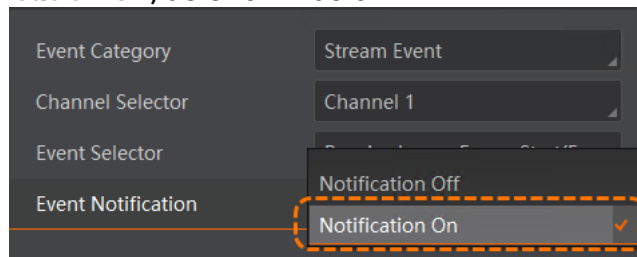 Event Category
Stream Event
Channel Selector
Channel 1
Event Selector
Event Notification
Notification Off
Notification On